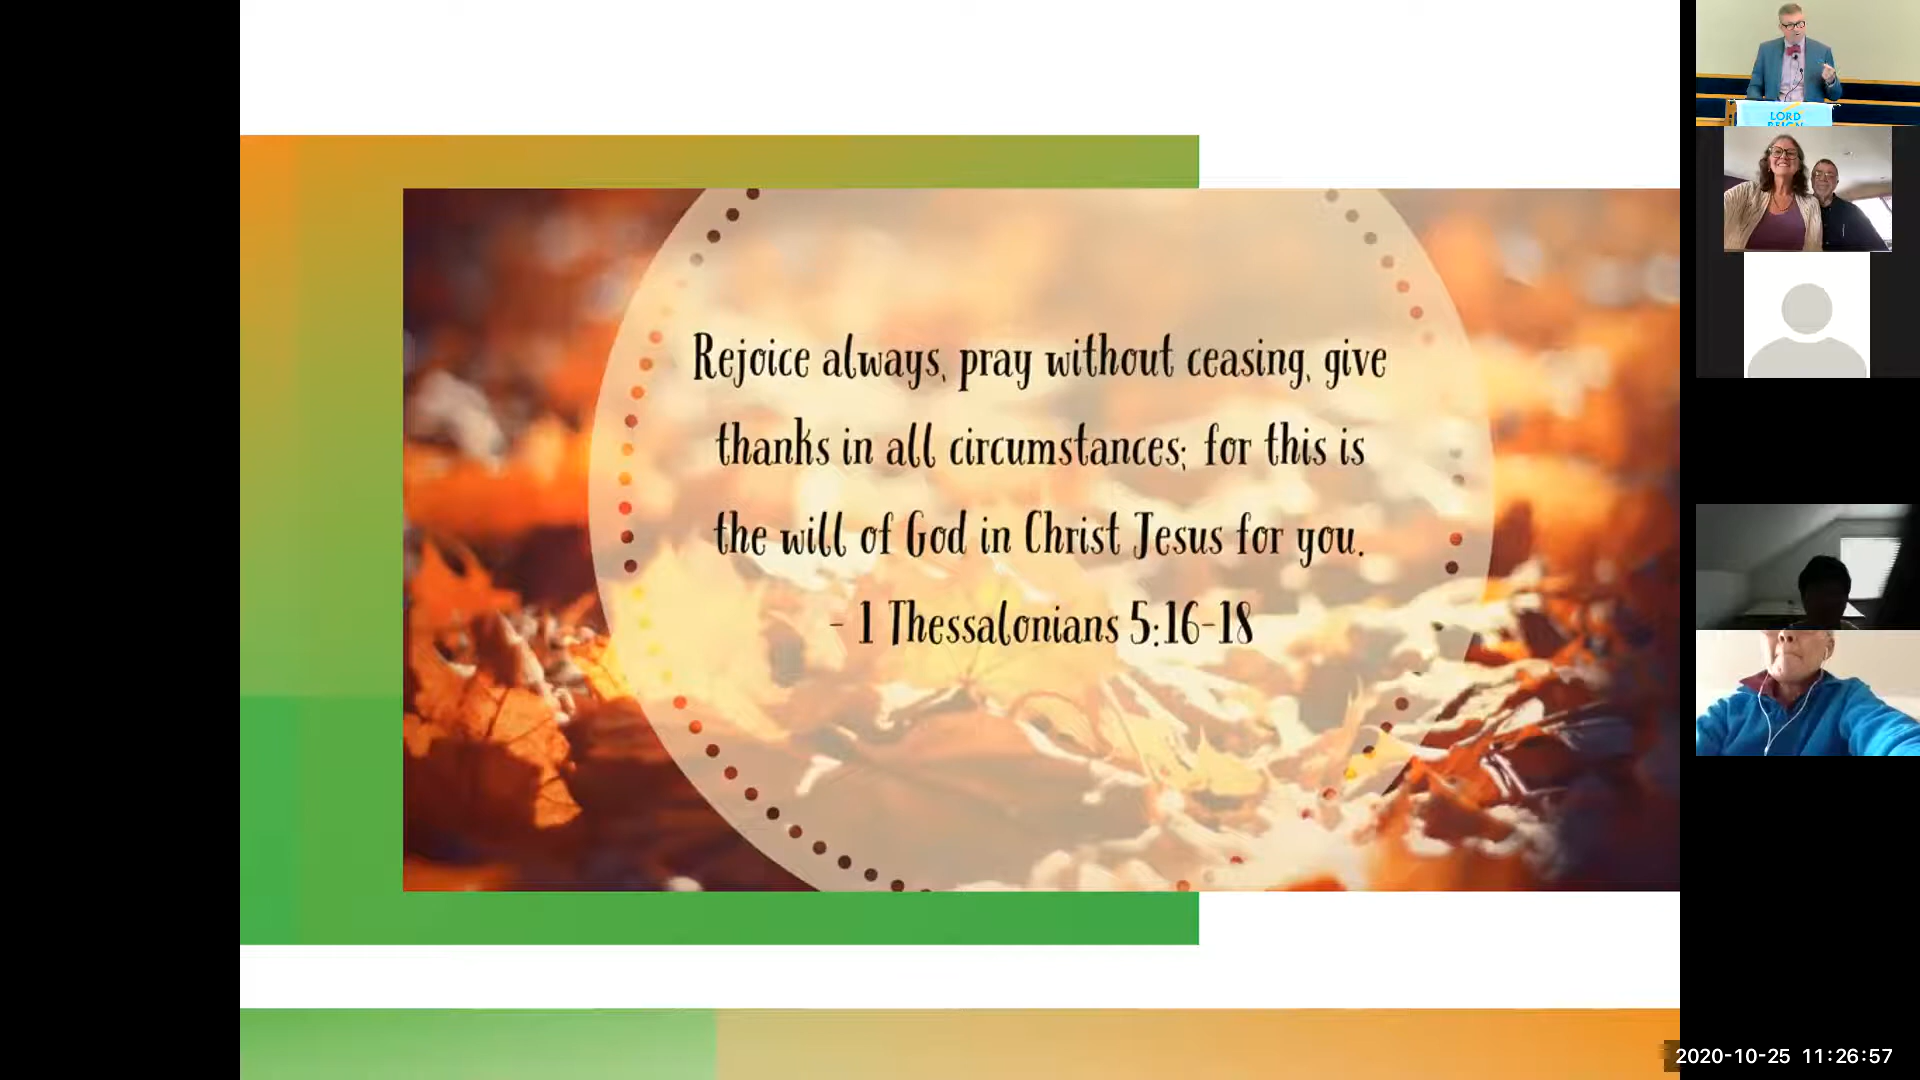 Rejoice always, pray without ceasing, give
thanks in all circumstances; for this is
the will of God in Christ Jesus for you.
- 1 Thessalonians 5:16-18
LORD
REIGN
2020-10-25 11:26:57